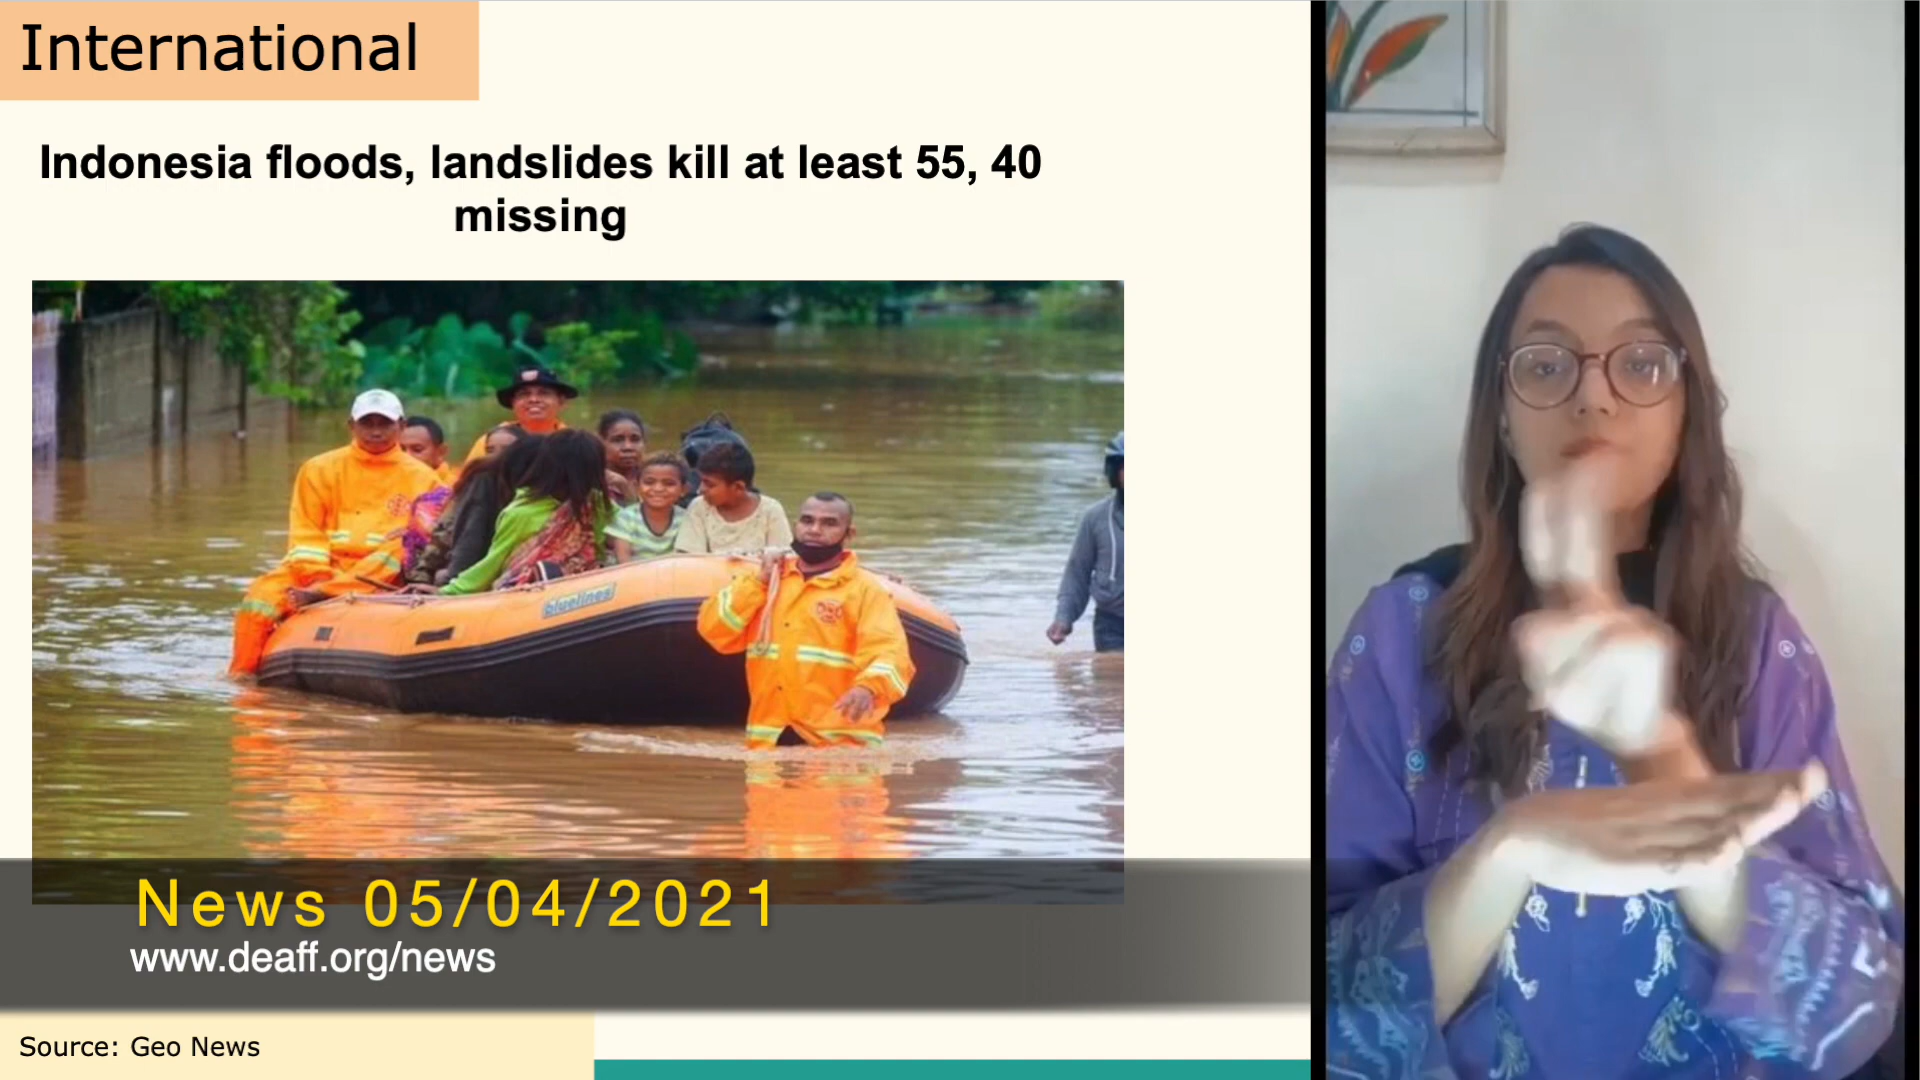 International
Indonesia floods, landslides kill at least 55, 40
missing
bluelines
News 05/04/2021
www.deaff.org/news
Source: Geo News